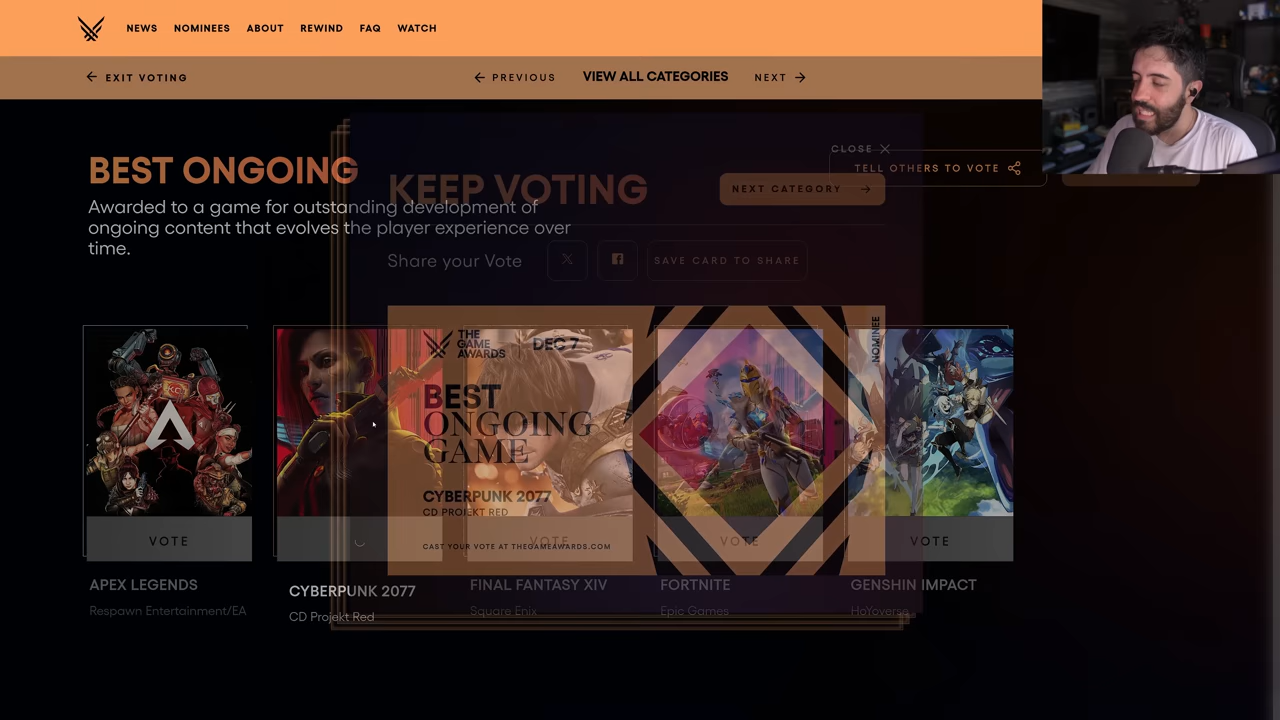 NEWS NOMINEES ABOUT REWIND FAQ WATCH
EXIT VOTING
PREVIOUS VIEW ALL CATEGORIES NEXT
CLOSE
TELL OTHERS TO VOTE
BEST ONGOING
Awarded to a game for outstanding development of
ongoing content that evolves the player experience over
time.
KEEP VOTING
NEXT CATEGORY
Share your Vote
SAVE CARD TO SHARE
THE
GAME
AWARDS
DEC 7
NOMINEE
BEST
ONGOING
GAME
CYBERPUNK 2077
CD PROJEKT RED
CAST YOUR VOTE AT THEGAMEAWARDS.COM
VOTE VOTE VOTE VOTE
APEX LEGENDS
Respawn Entertainment/EA
CYBERPUNK 2077
CD Projekt Red
FINAL FANTASY XIV
Square Enix
FORTNITE
Epic Games
GENSHIN IMPACT
HoYoverse